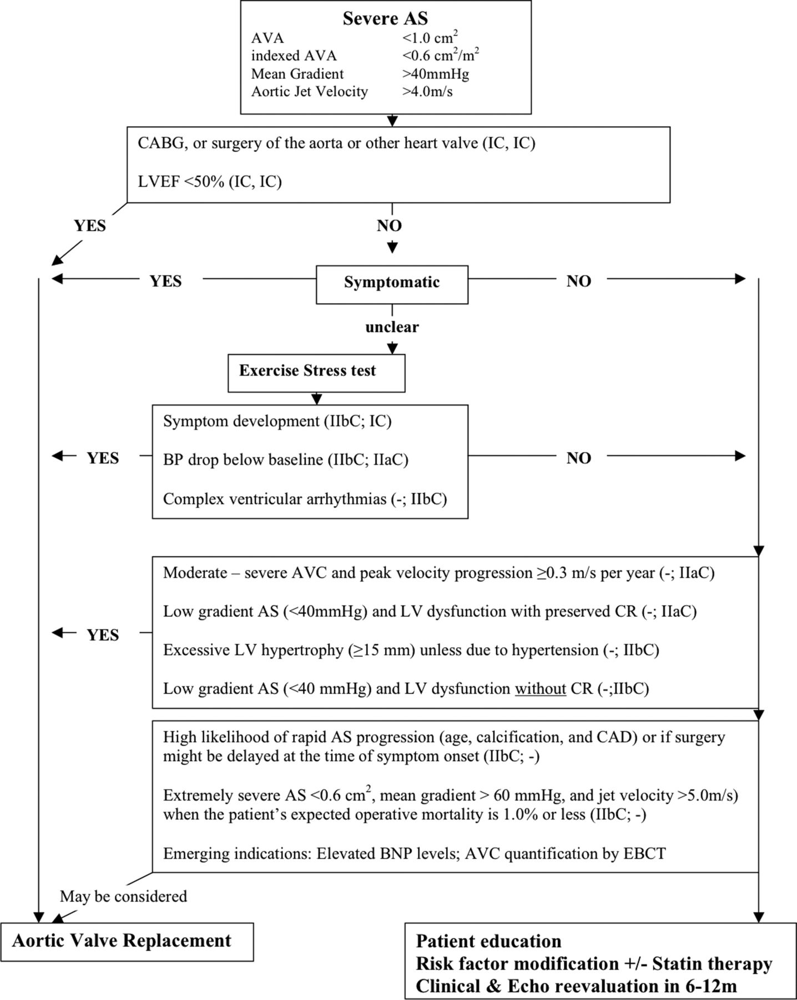 Severe AS
AVA <1.0 cm²
indexed AVA <0.6 cm²/m²
Mean Gradient >40mmHg
Aortic Jet Velocity >4.0m/s
CABG, or surgery of the aorta or other heart valve (IC, IC)
LVEF <50% (IC, IC)
YES
NO
YES
Symptomatic
NO
unclear
Exercise Stress test
Symptom development (IIbC; IC)
BP drop below baseline (IIbC; IIaC)
Complex ventricular arrhythmias (-; IIbC)
YES
NO
Moderate – severe AVC and peak velocity progression ≥0.3 m/s per year (-; IIaC)
Low gradient AS (<40mmHg) and LV dysfunction with preserved CR (-; IIaC)
Excessive LV hypertrophy (≥15 mm) unless due to hypertension (-; IIbC)
Low gradient AS (<40 mmHg) and LV dysfunction without CR (-;IIbC)
YES
High likelihood of rapid AS progression (age, calcification, and CAD) or if surgery
might be delayed at the time of symptom onset (IIbC; -)
Extremely severe AS <0.6 cm², mean gradient > 60 mmHg, and jet velocity >5.0m/s)
when the patient's expected operative mortality is 1.0% or less (IIbC; -)
Emerging indications: Elevated BNP levels; AVC quantification by EBCT
May be considered
Aortic Valve Replacement
Patient education
Risk factor modification +/- Statin therapy
Clinical & Echo reevaluation in 6-12m